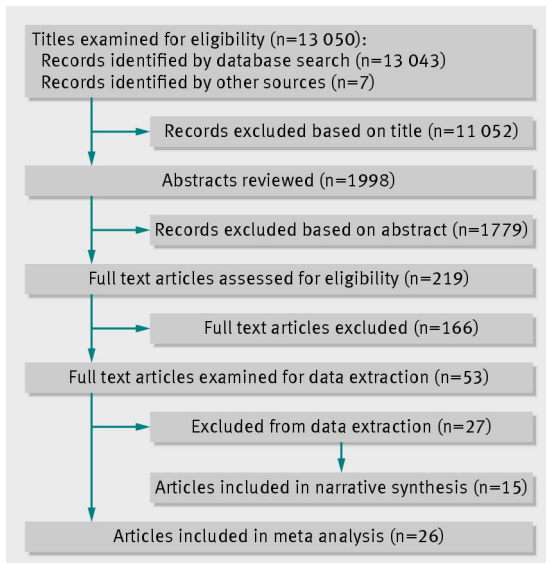 Titles examined for eligibility (n=13 050):
Records identified by database search (n=13 043)
Records identified by other sources (n=7)
Records excluded based on title (n=11 052)
Abstracts reviewed (n=1998)
Records excluded based on abstract (n=1779)
Full text articles assessed for eligibility (n=219)
Full text articles excluded (n=166)
Full text articles examined for data extraction (n=53)
Excluded from data extraction (n=27)
Articles included in narrative synthesis (n=15)
Articles included in meta analysis (n=26)